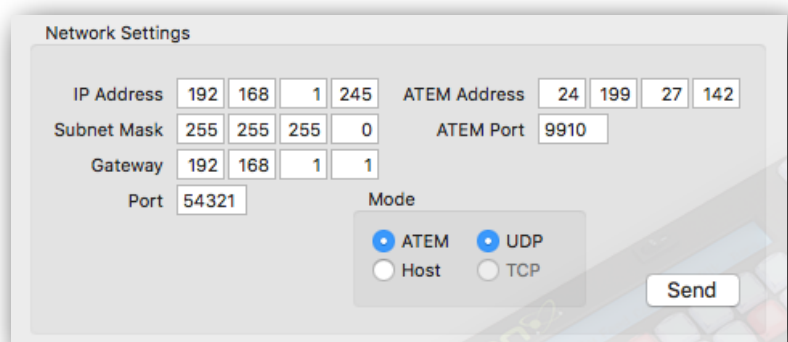 Network Settings
IP Address 192 168 1 245 ATEM Address 24 199 27 142
Subnet Mask 255 255 255 0 ATEM Port 9910
Gateway 192 168 1 1
Port 54321 Mode
ATEM UDP
Host TCP
Send